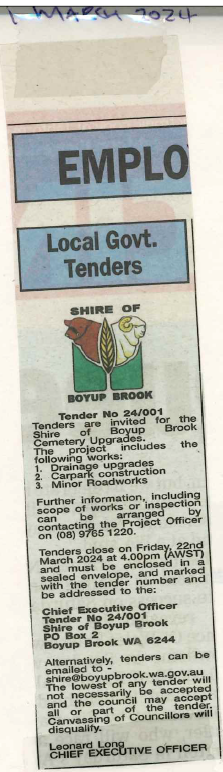 1 MARCH 2024
EMPLO
Local Govt.
Tenders
SHIRE OF
BOYUP BROOK
Tender No 24/001
Tenders are invited for the
Shire of Boyup Brook
Cemetery Upgrades.
The project includes the
following works:
1. Drainage upgrades
2. Carpark construction
3. Minor Roadworks
Further information, including
scope of works or inspection
can be arranged by
contacting the Project Officer
on (08) 9765 1220.
Tenders close on Friday, 22nd
March 2024 at 4.00pm (AWST)
and must be enclosed in a
sealed envelope, and marked
with the tender number and
be addressed to the:
Chief Executive Officer
Tender No 24/001
Shire of Boyup Brook
PO Box 2
Boyup Brook WA 6244
Alternatively, tenders can be
emailed to -
shire@boyupbrook.wa.gov.au
The lowest of any tender will
not necessarily be accepted
and the council may accept
all or part of the tender.
Canvassing of Councillors will
disqualify.
Leonard Long
CHIEF EXECUTIVE OFFICER